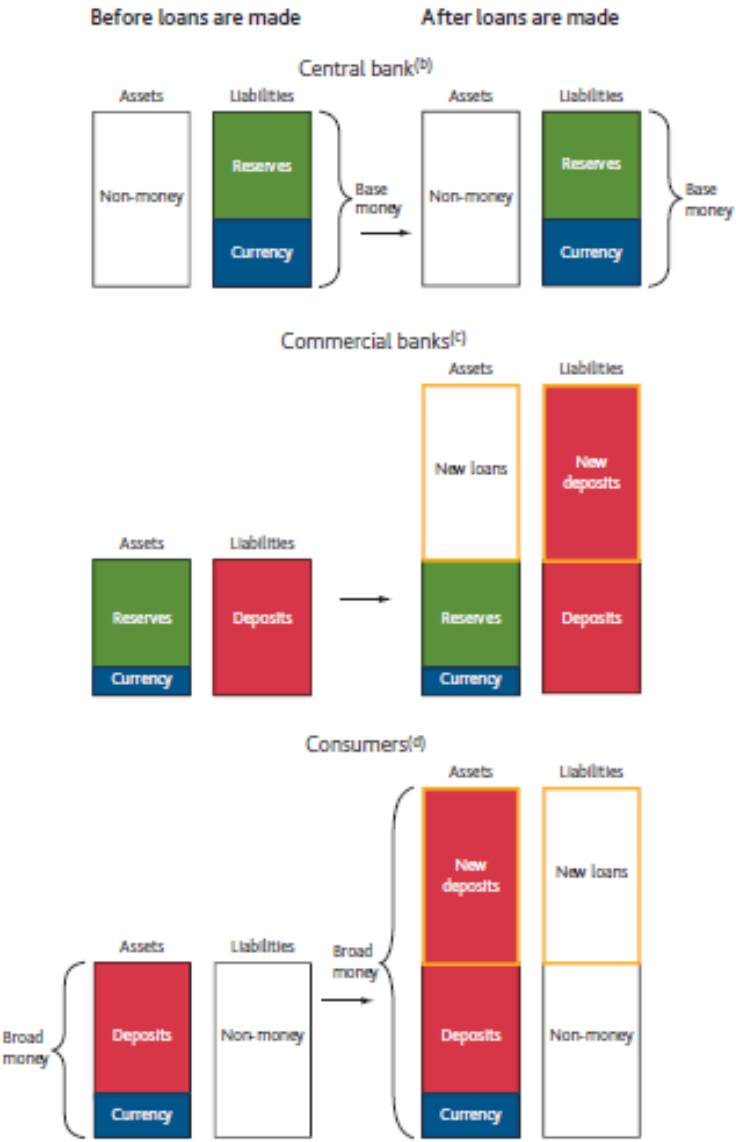 Before loans are made After loans are made
Central bank(b)
Assets Liabilities Assets Liabilities
Reserves Reserves
Non-money Base money Non-money Base money
Currency Currency
Commercial banks(c)
Assets Liabilities
New loans New deposits
Assets Liabilities
Reserves Deposits Reserves Deposits
Currency Currency
Consumers(d)
Assets Liabilities
New deposits New loans
Assets Liabilities Broad money
Broad money Deposits Non-money Deposits Non-money
Currency Currency